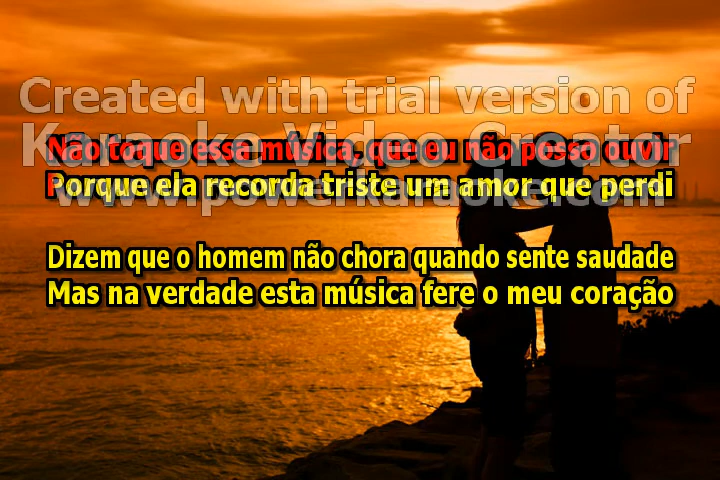 Created with trial version of
Karaoke Video Creator
www.powerkaraoke.com
Não toque essa música, que eu não posso ouvir
Porque ela recorda triste um amor que perdi
Dizem que o homem não chora quando sente saudade
Mas na verdade esta música fere o meu coração